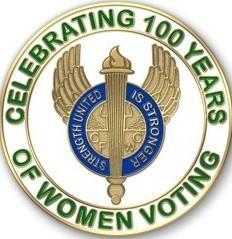 CELEBRATING 100 YEARS
OF WOMEN VOTING
STRENGTH UNITED
IS STRONGER